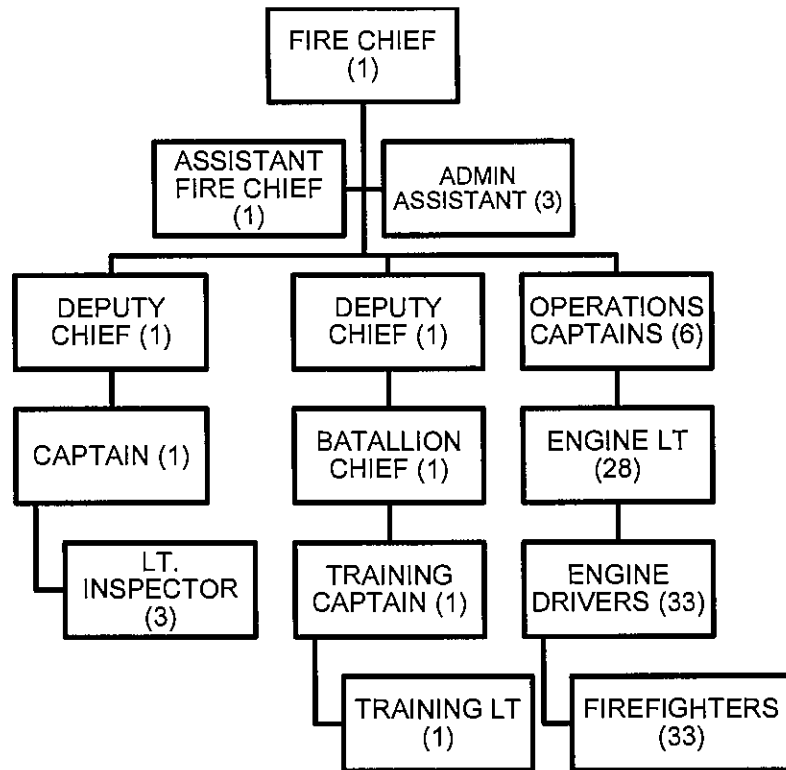 FIRE CHIEF
(1)
ASSISTANT
FIRE CHIEF
(1)
ADMIN
ASSISTANT (3)
DEPUTY
CHIEF (1)
DEPUTY
CHIEF (1)
OPERATIONS
CAPTAINS (6)
CAPTAIN (1)
BATALLION
CHIEF (1)
ENGINE LT
(28)
LT.
INSPECTOR
(3)
TRAINING
CAPTAIN (1)
ENGINE
DRIVERS (33)
TRAINING LT
(1)
FIREFIGHTERS
(33)